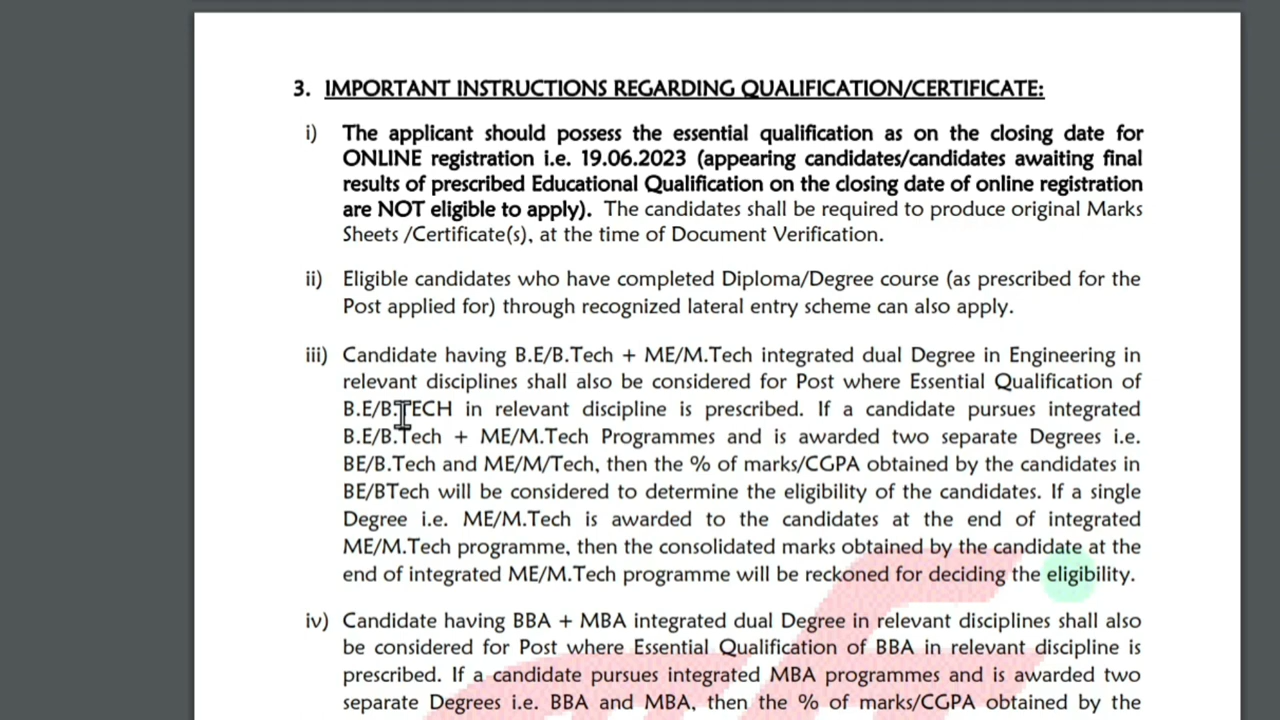 3. IMPORTANT INSTRUCTIONS REGARDING QUALIFICATION/CERTIFICATE:
i) The applicant should possess the essential qualification as on the closing date for
ONLINE registration i.e. 19.06.2023 (appearing candidates/candidates awaiting final
results of prescribed Educational Qualification on the closing date of online registration
are NOT eligible to apply). The candidates shall be required to produce original Marks
Sheets /Certificate(s), at the time of Document Verification.
ii) Eligible candidates who have completed Diploma/Degree course (as prescribed for the
Post applied for) through recognized lateral entry scheme can also apply.
iii) Candidate having B.E/B.Tech + ME/M.Tech integrated dual Degree in Engineering in
relevant disciplines shall also be considered for Post where Essential Qualification of
B.E/B.TECH in relevant discipline is prescribed. If a candidate pursues integrated
B.E/B.Tech + ME/M.Tech Programmes and is awarded two separate Degrees i.e.
BE/B.Tech and ME/M/Tech, then the % of marks/CGPA obtained by the candidates in
BE/BTech will be considered to determine the eligibility of the candidates. If a single
Degree i.e. ME/M.Tech is awarded to the candidates at the end of integrated
ME/M.Tech programme, then the consolidated marks obtained by the candidate at the
end of integrated ME/M.Tech programme will be reckoned for deciding the eligibility.
iv) Candidate having BBA + MBA integrated dual Degree in relevant disciplines shall also
be considered for Post where Essential Qualification of BBA in relevant discipline is
prescribed. If a candidate pursues integrated MBA programmes and is awarded two
separate Degrees i.e. BBA and MBA, then the % of marks/CGPA obtained by the